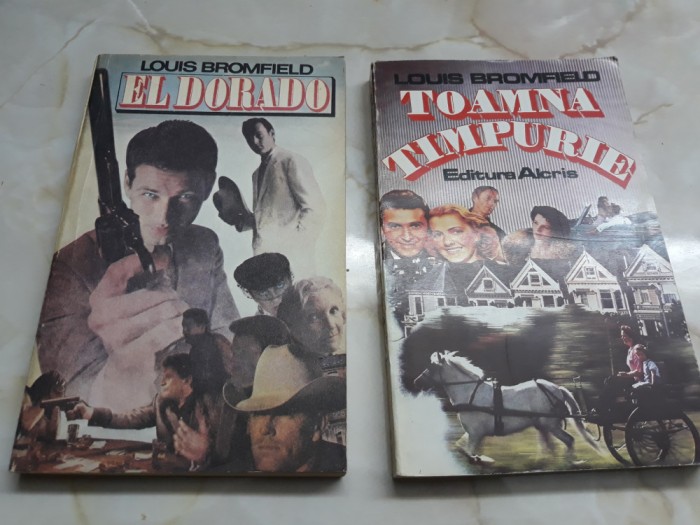 LOUIS BROMFIELD
EL DORADO
LOUIS BROMFIELD
TOAMNA
TIMPURIE
Editura Alcris